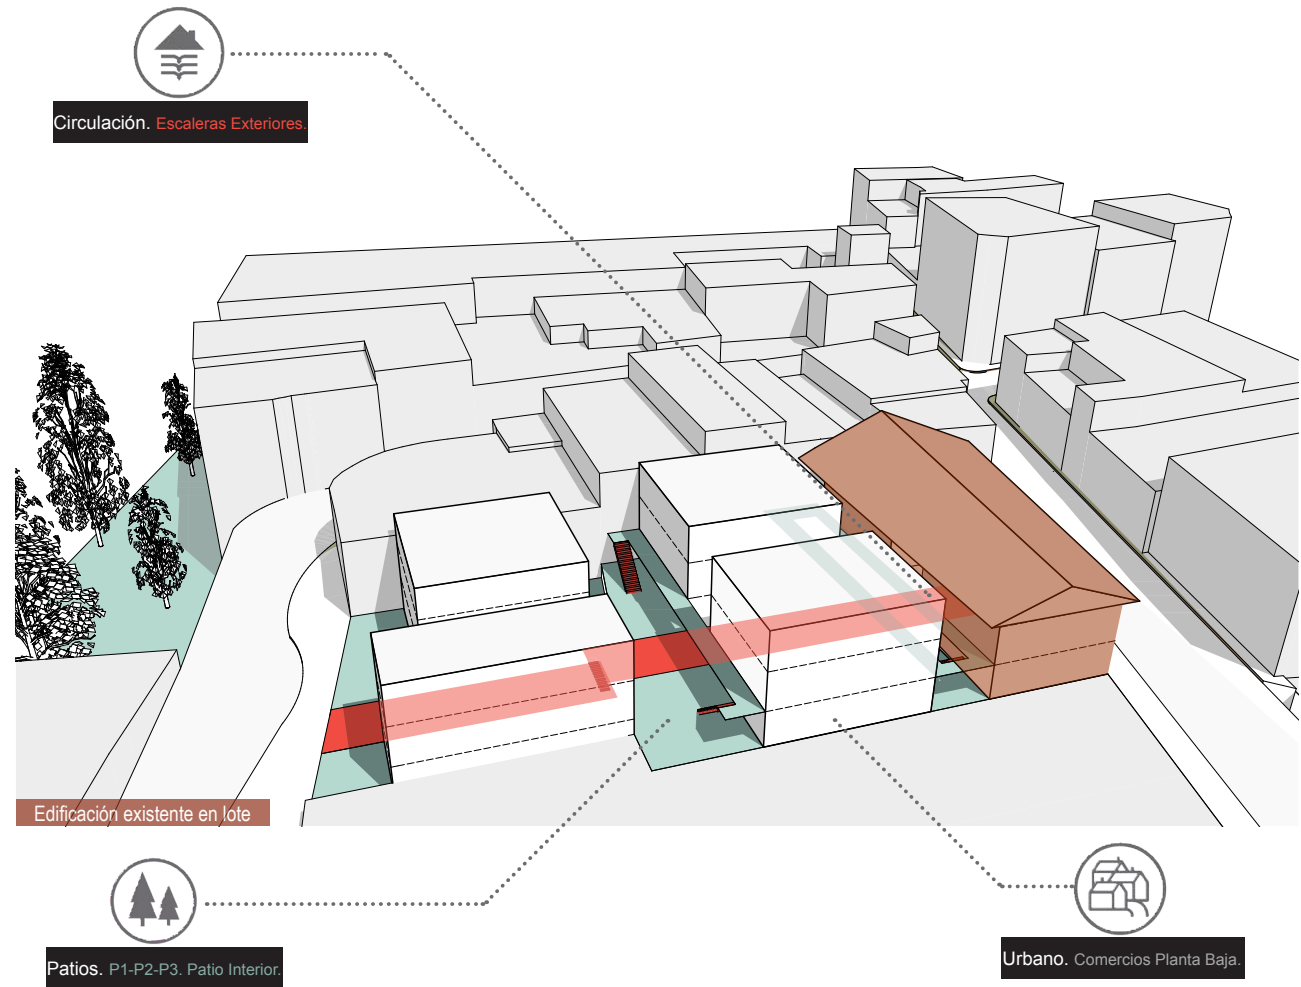 Circulación. Escaleras Exteriores.
Edificación existente en lote
Patios. P1-P2-P3. Patio Interior.
Urbano. Comercios Planta Baja.